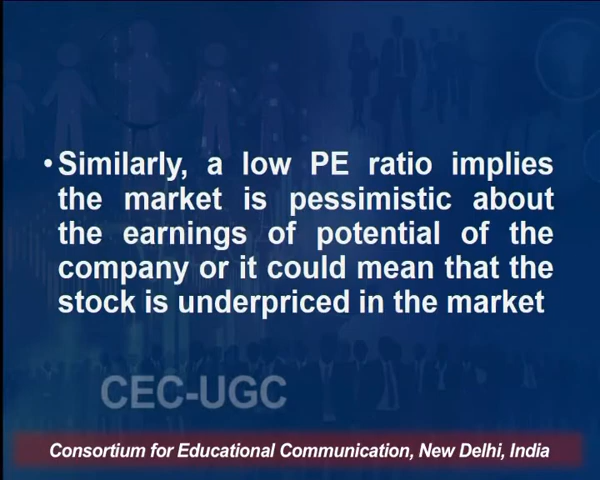 • Similarly, a low PE ratio implies
the market is pessimistic about
the earnings of potential of the
company or it could mean that the
stock is underpriced in the market
CEC-UGC
Consortium for Educational Communication, New Delhi, India